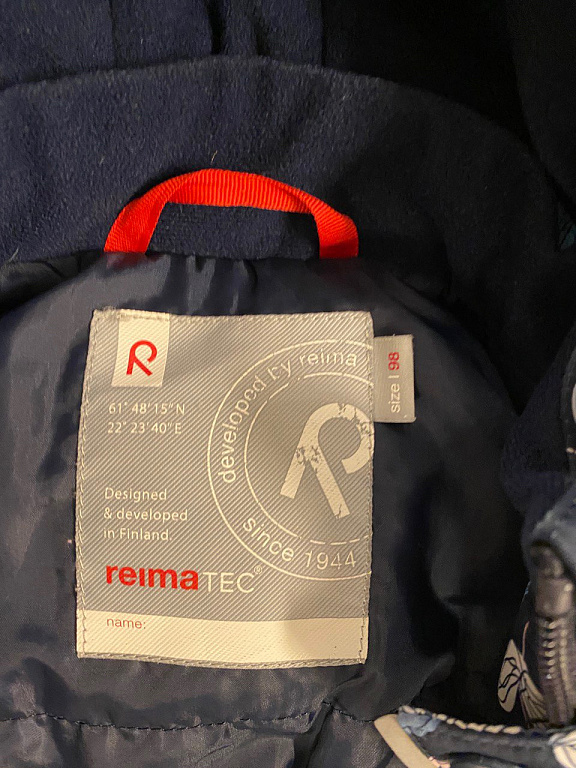 R
61° 48' 15" N
22° 23' 40" E
developed by reima
R
since 1944
size | 98
Designed
& developed
in Finland.
reimaTEC®
name: